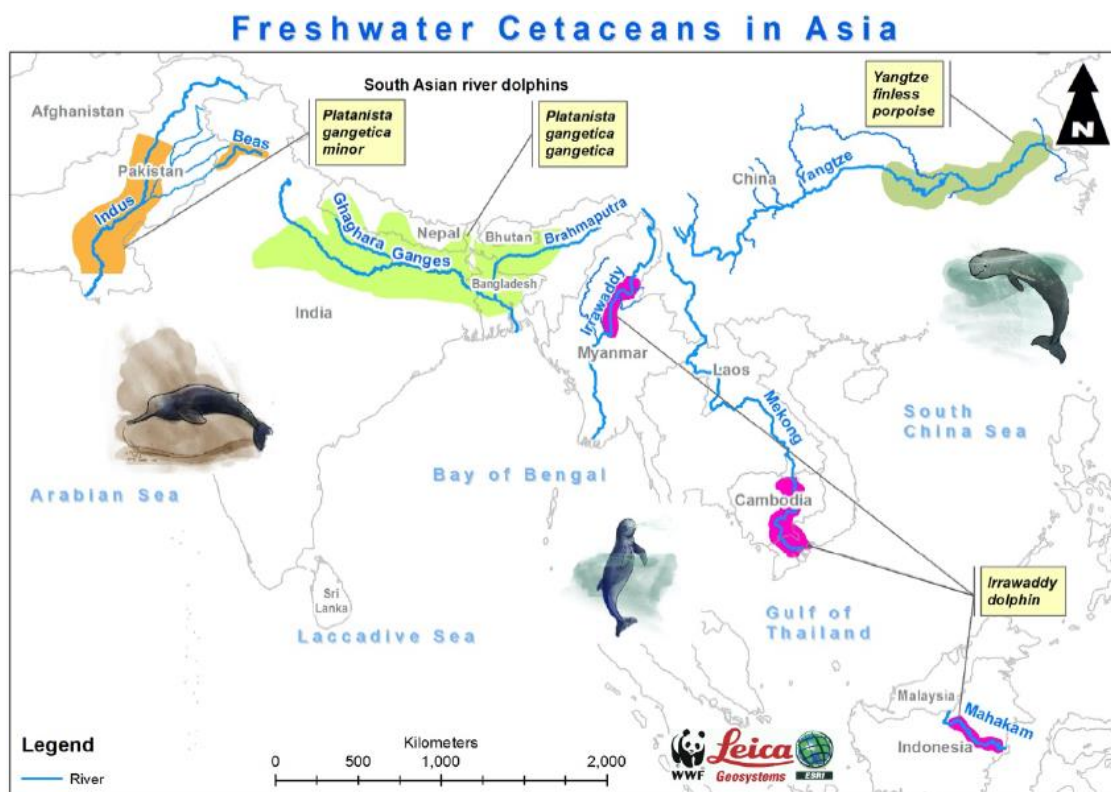 Freshwater Cetaceans in Asia
South Asian river dolphins
Platanista
gangetica
minor
Platanista
gangetica
gangetica
Yangtze
finless
porpoise
N
Afghanistan
Pakistan
Beas
Indus
China
Yangtze
Nepal
Bhutan
Brahmaputra
Ghaghara
Ganges
Bangladesh
India
Irrawaddy
Myanmar
Laos
Mekong
South
China Sea
Arabian Sea
Bay of Bengal
Cambodia
Sri
Lanka
Irrawaddy
dolphin
Laccadive Sea
Gulf of
Thailand
Malaysia
Mahakam
Indonesia
Legend
River
Kilometers
0 500 1,000 2,000
WWF
Leica
Geosystems
ESRI